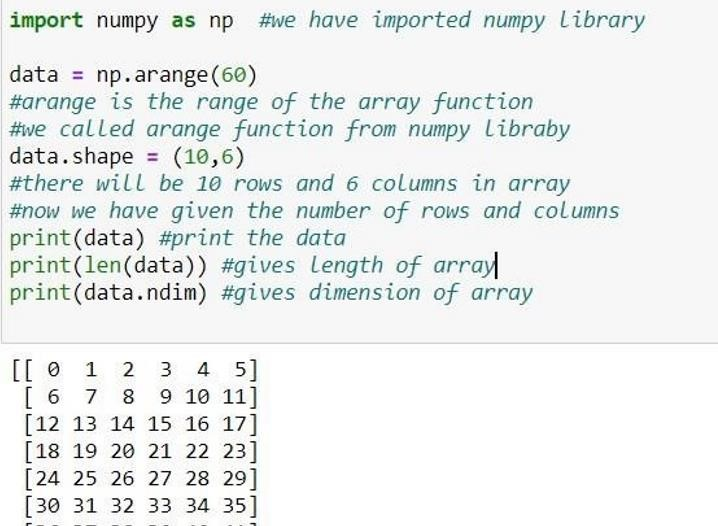 import numpy as np  #we have imported numpy library
data = np.arange(60)
#arange is the range of the array function
#we called arange function from numpy libraby
data.shape = (10,6)
#there will be 10 rows and 6 columns in array
#now we have given the number of rows and columns
print(data) #print the data
print(len(data)) #gives length of array
print(data.ndim) #gives dimension of array
[[ 0  1  2  3  4  5]
 [ 6  7  8  9 10 11]
 [12 13 14 15 16 17]
 [18 19 20 21 22 23]
 [24 25 26 27 28 29]
 [30 31 32 33 34 35]